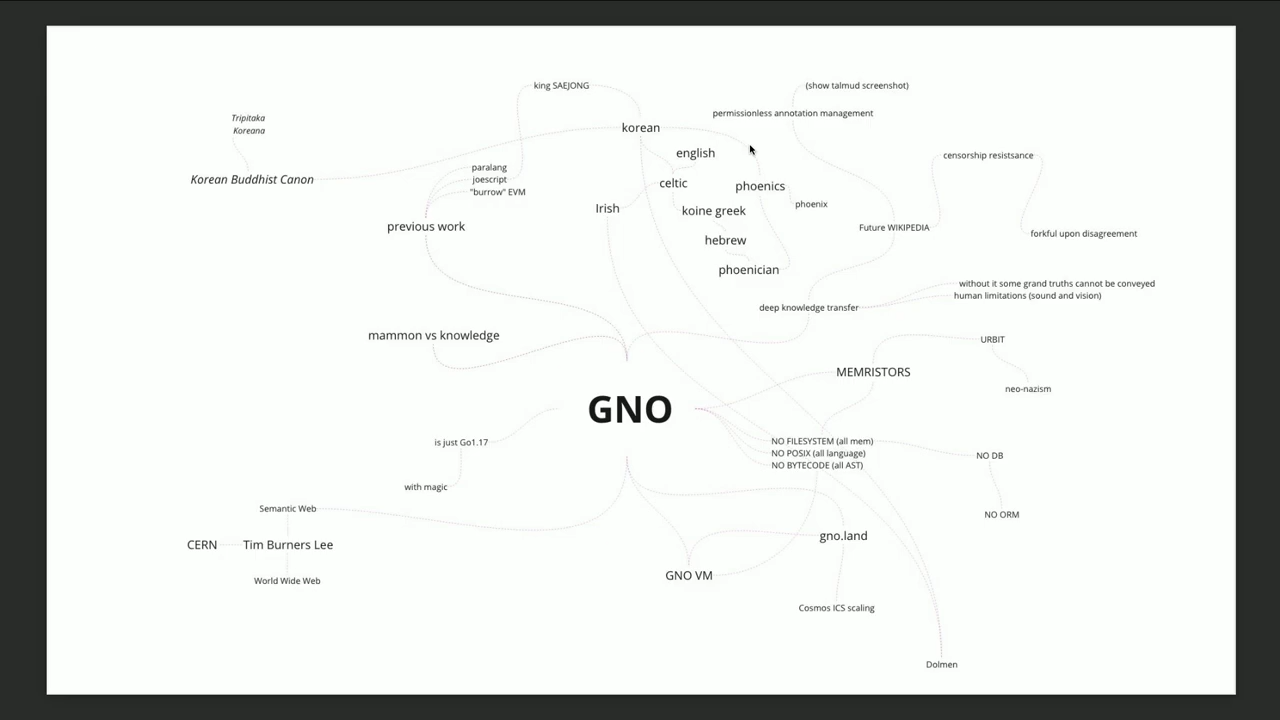 king SAEJONG
(show talmud screenshot)
permissionless annotation management
Tripitaka
Koreana
korean
english
censorship resistsance
paralang
joescript
"burrow" EVM
Korean Buddhist Canon
celtic
phoenics
phoenix
Irish
koine greek
previous work
Future WIKIPEDIA
forkful upon disagreement
hebrew
phoenician
without it some grand truths cannot be conveyed
human limitations (sound and vision)
deep knowledge transfer
mammon vs knowledge
URBIT
MEMRISTORS
neo-nazism
GNO
is just Go1.17
NO FILESYSTEM (all mem)
NO POSIX (all language)
NO BYTECODE (all AST)
NO DB
with magic
Semantic Web
NO ORM
gno.land
CERN
Tim Burners Lee
GNO VM
World Wide Web
Cosmos ICS scaling
Dolmen